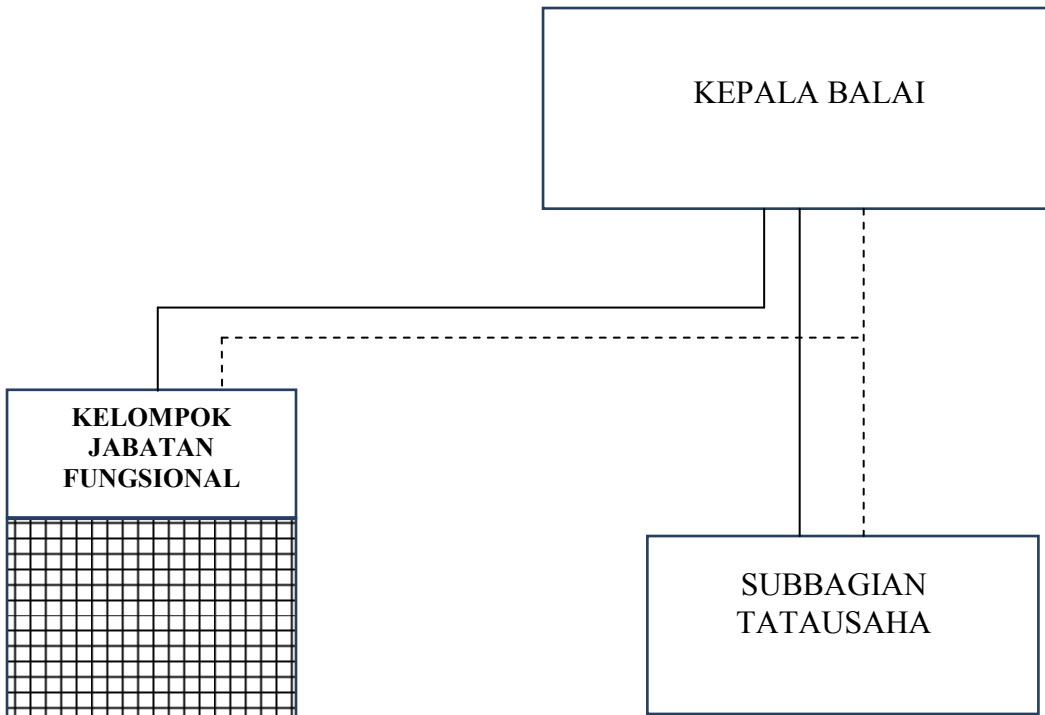 KEPALA BALAI
KELOMPOK
JABATAN
FUNGSIONAL
SUBBAGIAN
TATAUSAHA